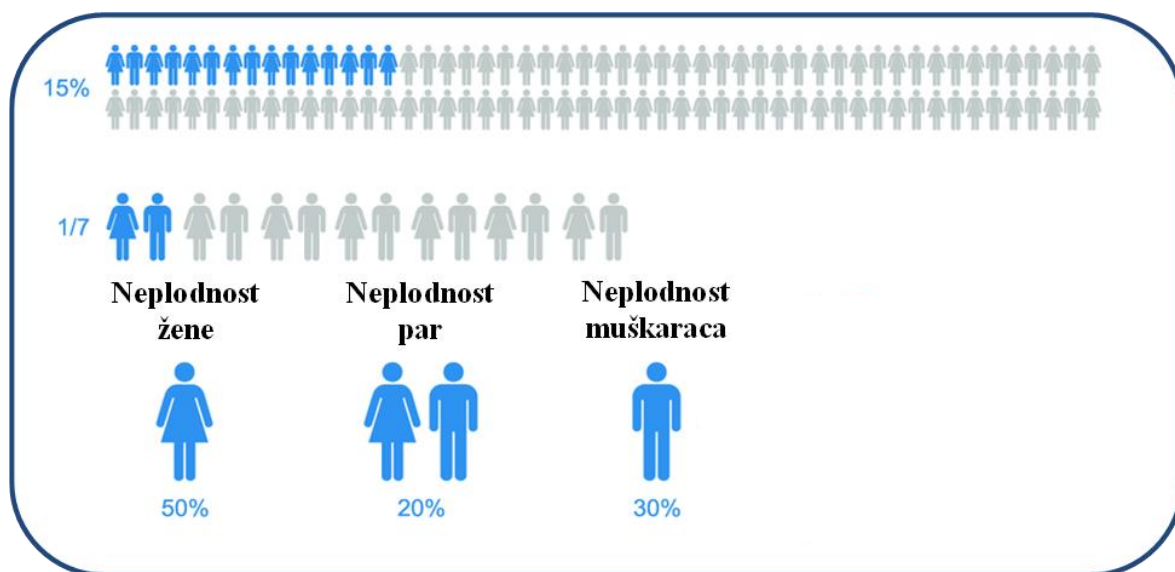 15%
1/7
Neplodnost
žene
Neplodnost
par
Neplodnost
muškaraca
50%
20%
30%